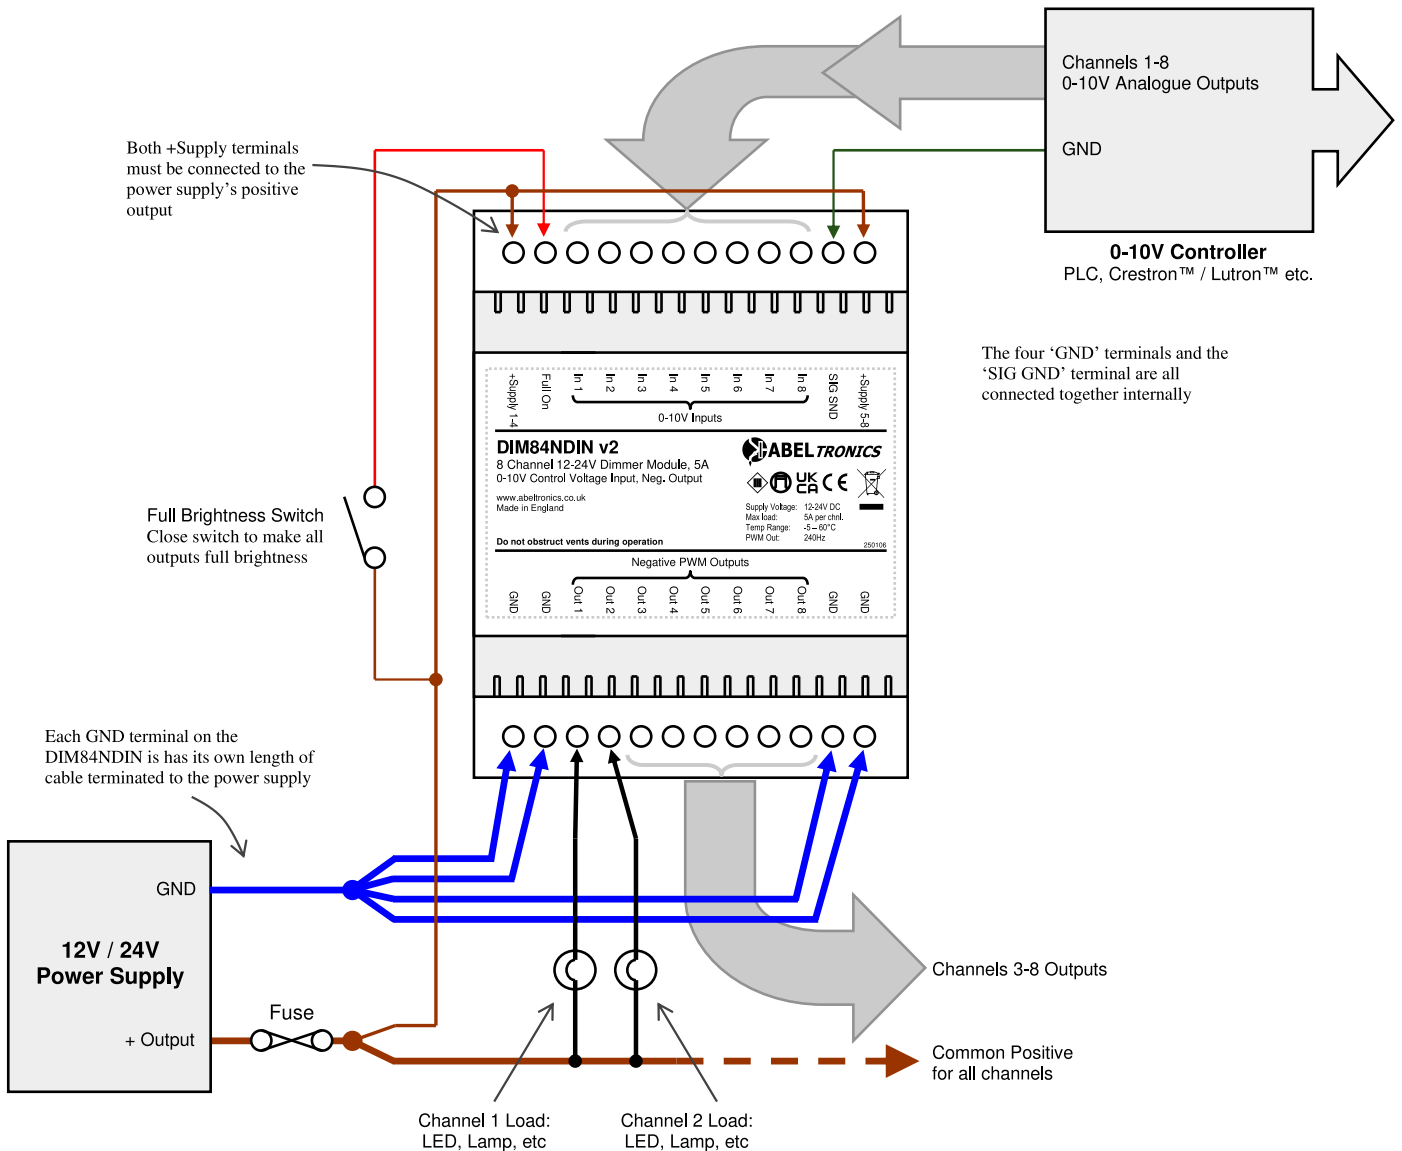 Channels 1-8
0-10V Analogue Outputs
GND
0-10V Controller
PLC, Crestron™ / Lutron™ etc.
Both +Supply terminals
must be connected to the
power supply's positive
output
The four 'GND' terminals and the
'SIG GND' terminal are all
connected together internally
+Supply 1-4
Full On
In 1
In 2
In 3
In 4
In 5
In 6
In 7
In 8
SIG SND
+Supply 5-8
0-10V Inputs
DIM84NDIN v2
8 Channel 12-24V Dimmer Module, 5A
0-10V Control Voltage Input, Neg. Output
www.abeltronics.co.uk
Made in England
Do not obstruct vents during operation
ABELTRONICS
UK
CA
CE
Supply Voltage: 12-24V DC
Max load: 5A per chnl.
Temp Range: -5 – 60°C
PWM Out: 240Hz
250106
Negative PWM Outputs
GND
GND
Out 1
Out 2
Out 3
Out 4
Out 5
Out 6
Out 7
Out 8
GND
GND
Full Brightness Switch
Close switch to make all
outputs full brightness
Each GND terminal on the
DIM84NDIN is has its own length of
cable terminated to the power supply
GND
12V / 24V
Power Supply
+ Output
Fuse
Channels 3-8 Outputs
Common Positive
for all channels
Channel 1 Load:
LED, Lamp, etc
Channel 2 Load:
LED, Lamp, etc